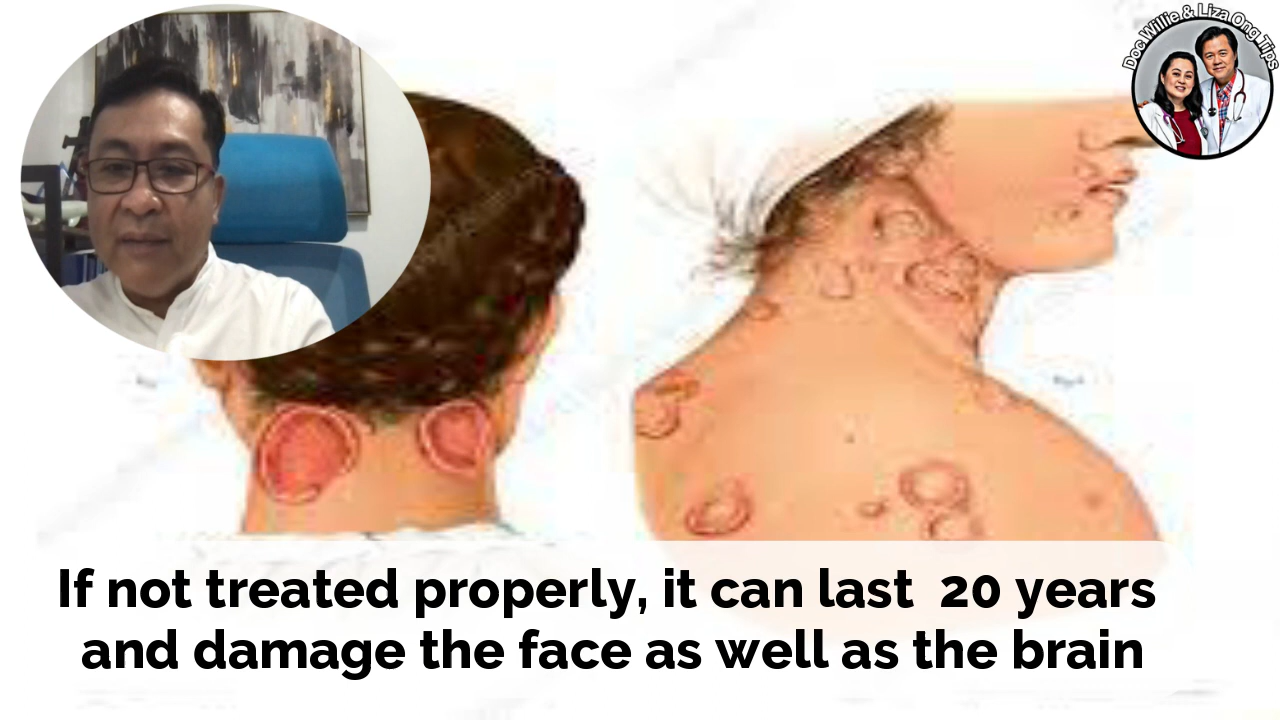 Doc Willie & Liza Ong Tips
If not treated properly, it can last 20 years
and damage the face as well as the brain